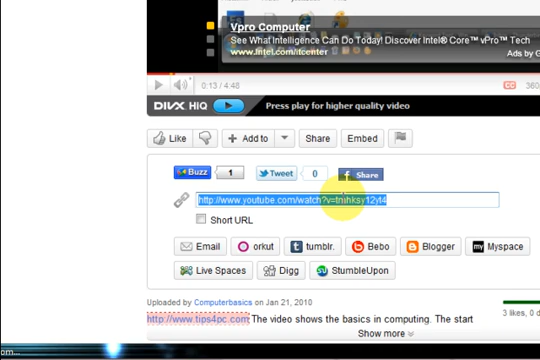 Vpro Computer
See What Intelligence Can Do Today! Discover Intel® Core™ vPro™ Tech
www.intel.com/itcenter
Ads by G
0:13 / 4:48
CC
360
DIVX HIQ
Press play for higher quality video
Like
Add to
Share
Embed
Buzz
1
Tweet
0
f Share
http://www.youtube.com/watch?v=tnihksy12yt4
Short URL
Email
orkut
t tumblr.
b Bebo
B Blogger
my Myspace
Live Spaces
Digg
su StumbleUpon
Uploaded by Computerbasics on Jan 21, 2010
3 likes, 0 d
http://www.tips4pc.com The video shows the basics in computing. The start
Show more
om...